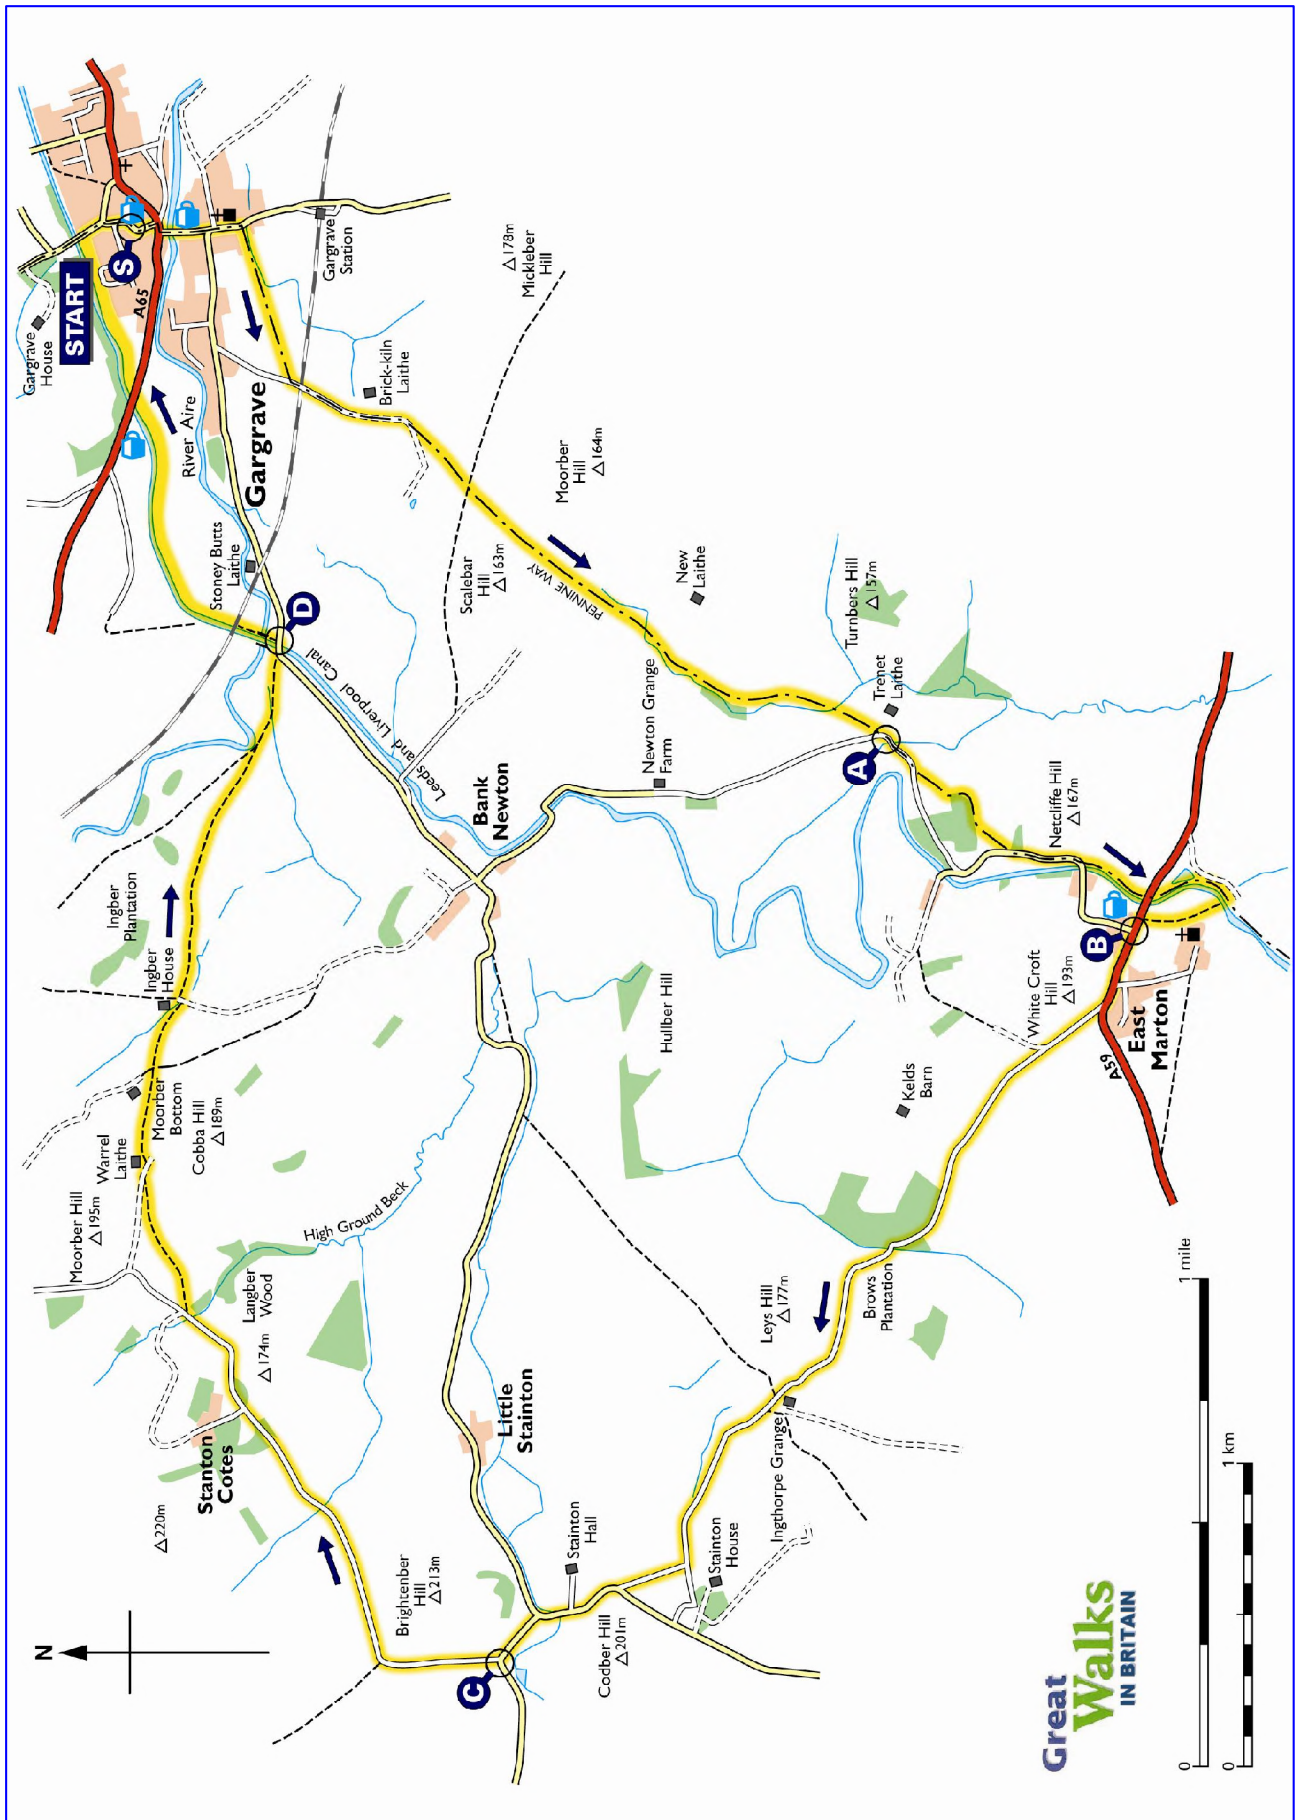 N
START
S
Gargrave
House
A65
River Aire
Gargrave
Gargrave
Station
△178m
Mickleber
Hill
Brick-kiln
Laithe
Stoney Butts
Laithe
D
Moorber
Hill
△164m
Scalebar
Hill
△163m
PENNINE WAY
New
Laithe
Leeds and Liverpool Canal
Turnbers Hill
△157m
Trenet
Laithe
A
Newton Grange
Farm
Bank
Newton
Netcliffe Hill
△167m
B
White Croft
Hill
△193m
East
Marton
A59
Ingber
Plantation
Ingber
House
Moorber
Bottom
Cobba Hill
△189m
Warrel
Laithe
Moorber Hill
△195m
High Ground Beck
Langber
Wood
△174m
Stanton
Cotes
△220m
Hullber Hill
Kelds
Barn
Brows
Plantation
Leys Hill
△177m
Little
Stainton
Ingthorpe Grange
Stainton
House
Stainton
Hall
Codber Hill
△201m
Brightenber
Hill
△213m
C
Great
Walks
IN BRITAIN
0
1 mile
0
1 km